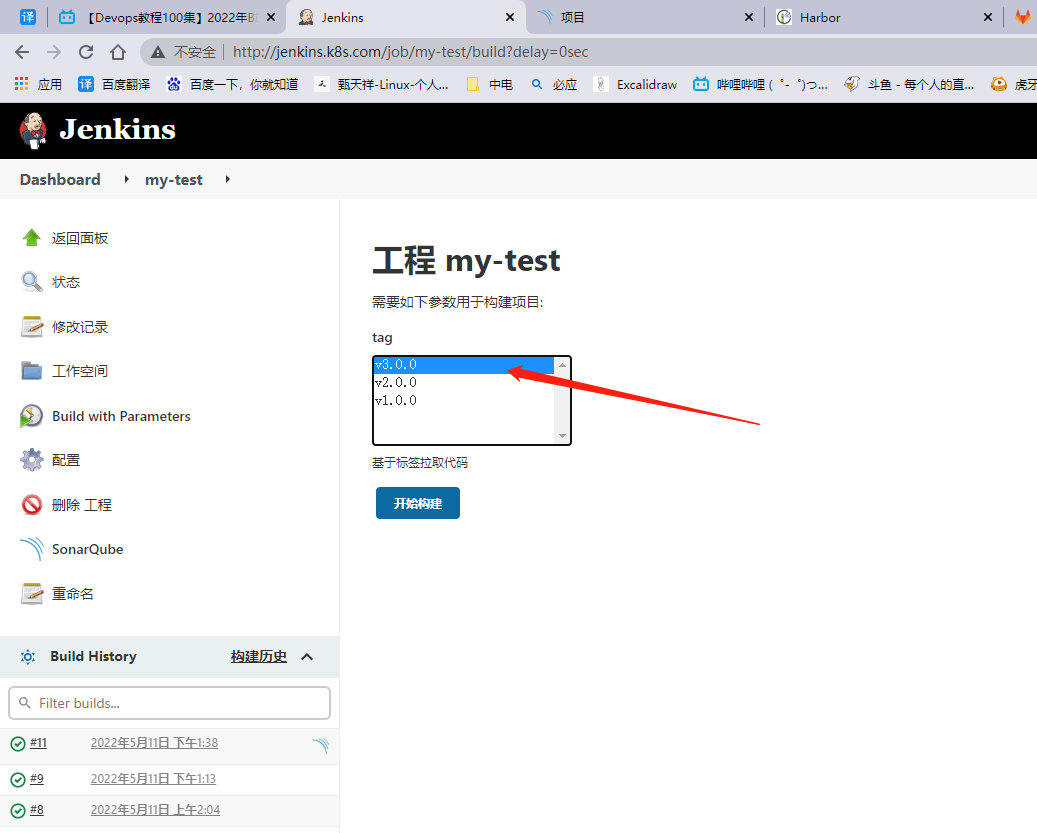 译
【Devops教程100集】2022年B
Jenkins
项目
Harbor
不安全
http://jenkins.k8s.com/job/my-test/build?delay=0sec
应用
译
百度翻译
百度一下，你就知道
甄天祥-Linux-个人...
中电
必应
Excalidraw
哔哩哔哩 ( ゜- ゜)つ...
斗鱼 - 每个人的直...
虎牙
Jenkins
Dashboard
my-test
返回面板
状态
修改记录
工作空间
Build with Parameters
配置
删除 工程
SonarQube
重命名
工程 my-test
需要如下参数用于构建项目:
tag
v3.0.0
v2.0.0
v1.0.0
基于标签拉取代码
开始构建
Build History
构建历史
Filter builds...
#11
2022年5月11日 下午1:38
#9
2022年5月11日 下午1:13
#8
2022年5月11日 上午2:04